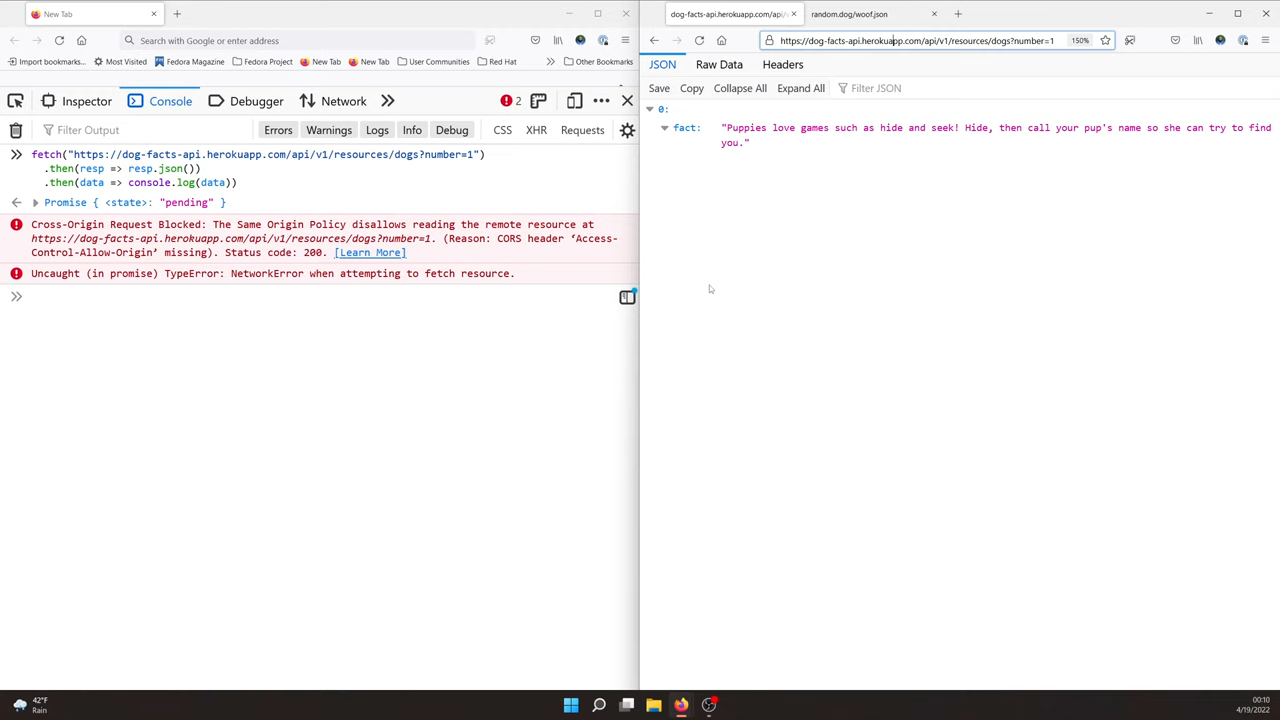 New Tab
dog-facts-api.herokuapp.com/api/v
random.dog/woof.json
Search with Google or enter address
https://dog-facts-api.herokuapp.com/api/v1/resources/dogs?number=1
150%
Import bookmarks...
Most Visited
Fedora Magazine
Fedora Project
New Tab
New Tab
User Communities
Red Hat
Other Bookmarks
JSON
Raw Data
Headers
Save
Copy
Collapse All
Expand All
Filter JSON
Inspector
Console
Debugger
Network
2
Filter Output
Errors
Warnings
Logs
Info
Debug
CSS
XHR
Requests
fetch("https://dog-facts-api.herokuapp.com/api/v1/resources/dogs?number=1")
.then(resp => resp.json())
.then(data => console.log(data))
Promise { <state>: "pending" }
Cross-Origin Request Blocked: The Same Origin Policy disallows reading the remote resource at
https://dog-facts-api.herokuapp.com/api/v1/resources/dogs?number=1. (Reason: CORS header ‘Access-
Control-Allow-Origin’ missing). Status code: 200. [Learn More]
Uncaught (in promise) TypeError: NetworkError when attempting to fetch resource.
0:
fact: "Puppies love games such as hide and seek! Hide, then call your pup's name so she can try to find
you."
42°F
Rain
00:10
4/19/2022